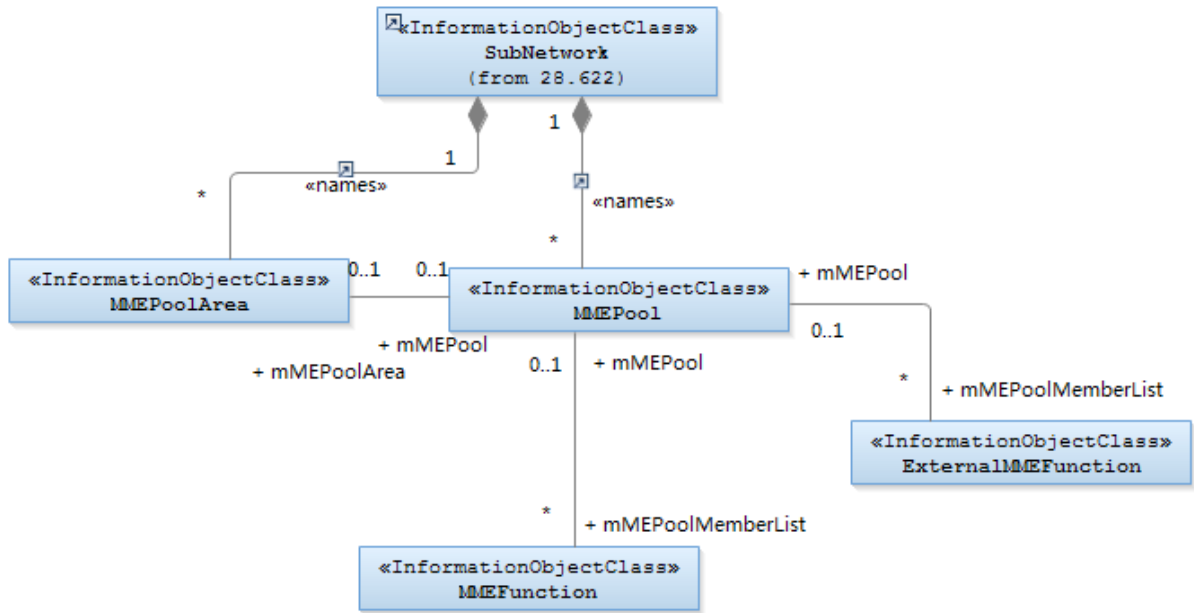 «InformationObjectClass»
SubNetwork
(from 28.622)
1
1
«names»
«names»
*
*
«InformationObjectClass»
MMEPoolArea
0..1
0..1
«InformationObjectClass»
MMEPool
+ mMEPool
0..1
+ mMEPool
+ mMEPoolArea
0..1
+ mMEPool
*
+ mMEPoolMemberList
«InformationObjectClass»
ExternalMMEFunction
*
+ mMEPoolMemberList
«InformationObjectClass»
MMEFunction